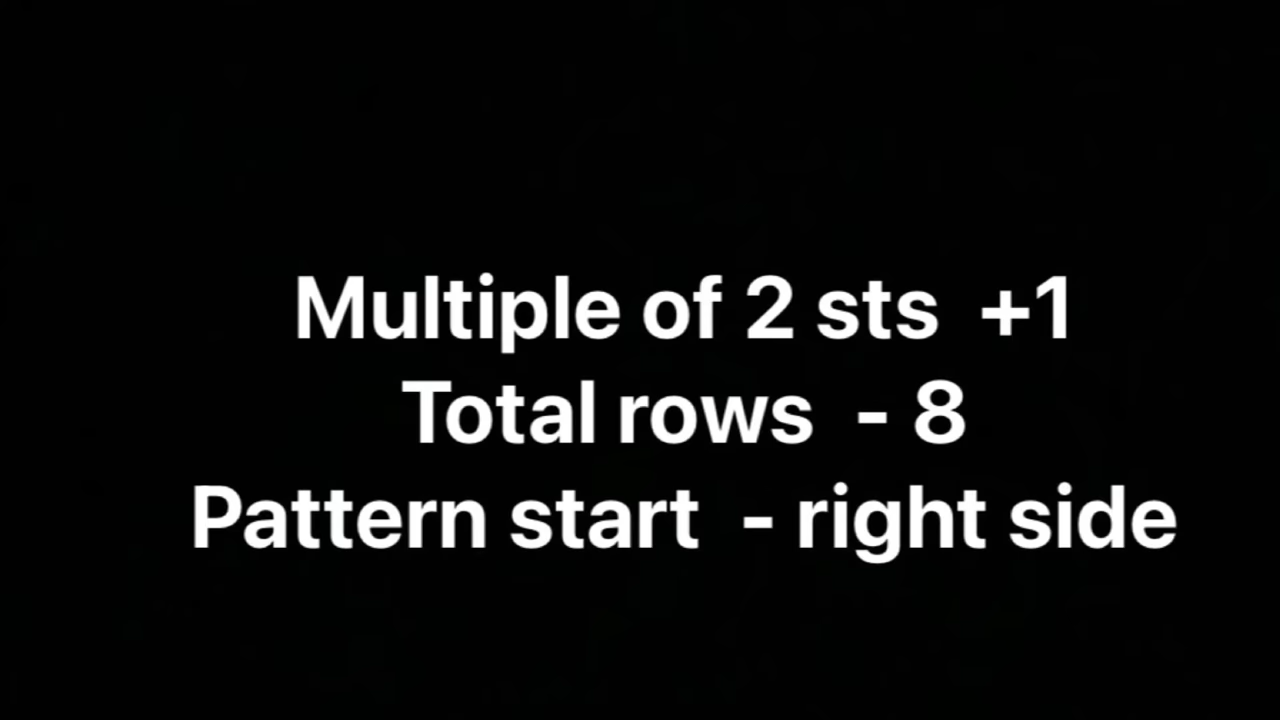 Multiple of 2 sts +1
Total rows - 8
Pattern start - right side